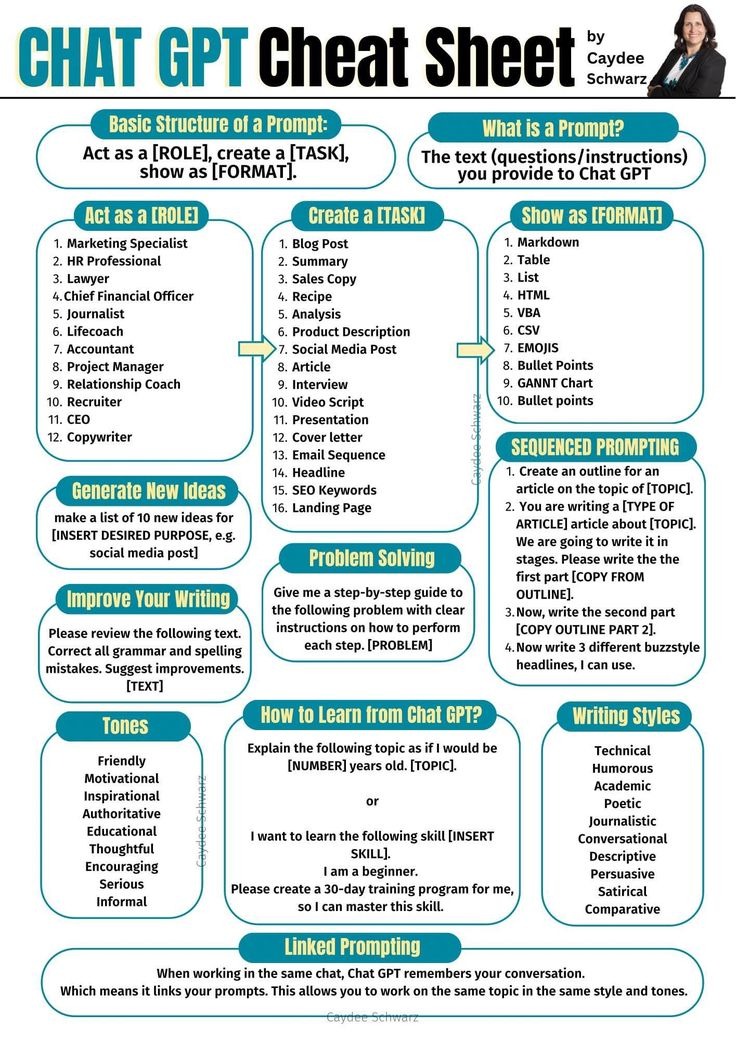 CHAT GPT Cheat Sheet
by
Caydee
Schwarz
Basic Structure of a Prompt:
Act as a [ROLE], create a [TASK],
show as [FORMAT].
What is a Prompt?
The text (questions/instructions)
you provide to Chat GPT
Act as a [ROLE]
1. Marketing Specialist
2. HR Professional
3. Lawyer
4. Chief Financial Officer
5. Journalist
6. Lifecoach
7. Accountant
8. Project Manager
9. Relationship Coach
10. Recruiter
11. CEO
12. Copywriter
Create a [TASK]
1. Blog Post
2. Summary
3. Sales Copy
4. Recipe
5. Analysis
6. Product Description
7. Social Media Post
8. Article
9. Interview
10. Video Script
11. Presentation
12. Cover letter
13. Email Sequence
14. Headline
15. SEO Keywords
16. Landing Page
Caydee Schwarz
Show as [FORMAT]
1. Markdown
2. Table
3. List
4. HTML
5. VBA
6. CSV
7. EMOJIS
8. Bullet Points
9. GANNT Chart
10. Bullet points
Generate New Ideas
make a list of 10 new ideas for
[INSERT DESIRED PURPOSE, e.g.
social media post]
Improve Your Writing
Please review the following text.
Correct all grammar and spelling
mistakes. Suggest improvements.
[TEXT]
Problem Solving
Give me a step-by-step guide to
the following problem with clear
instructions on how to perform
each step. [PROBLEM]
SEQUENCED PROMPTING
1. Create an outline for an
article on the topic of [TOPIC].
2. You are writing a [TYPE OF
ARTICLE] article about [TOPIC].
We are going to write it in
stages. Please write the the
first part [COPY FROM
OUTLINE].
3. Now, write the second part
[COPY OUTLINE PART 2].
4. Now write 3 different buzzstyle
headlines, I can use.
Tones
Friendly
Motivational
Inspirational
Authoritative
Educational
Thoughtful
Encouraging
Serious
Informal
Caydee Schwarz
How to Learn from Chat GPT?
Explain the following topic as if I would be
[NUMBER] years old. [TOPIC].
or
I want to learn the following skill [INSERT
SKILL].
I am a beginner.
Please create a 30-day training program for me,
so I can master this skill.
Writing Styles
Technical
Humorous
Academic
Poetic
Journalistic
Conversational
Descriptive
Persuasive
Satirical
Comparative
Linked Prompting
When working in the same chat, Chat GPT remembers your conversation.
Which means it links your prompts. This allows you to work on the same topic in the same style and tones.
Caydee Schwarz